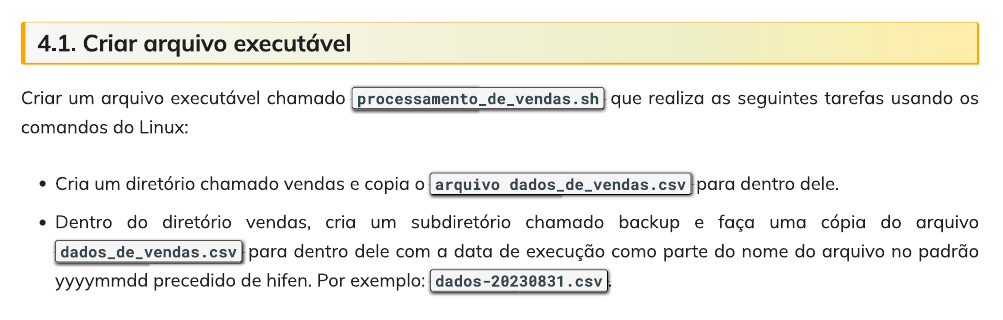 4.1. Criar arquivo executável
Criar um arquivo executável chamado processamento_de_vendas.sh que realiza as seguintes tarefas usando os
comandos do Linux:
• Cria um diretório chamado vendas e copia o arquivo dados_de_vendas.csv para dentro dele.
• Dentro do diretório vendas, cria um subdiretório chamado backup e faça uma cópia do arquivo
dados_de_vendas.csv para dentro dele com a data de execução como parte do nome do arquivo no padrão
yyyymmdd precedido de hifen. Por exemplo: dados-20230831.csv.